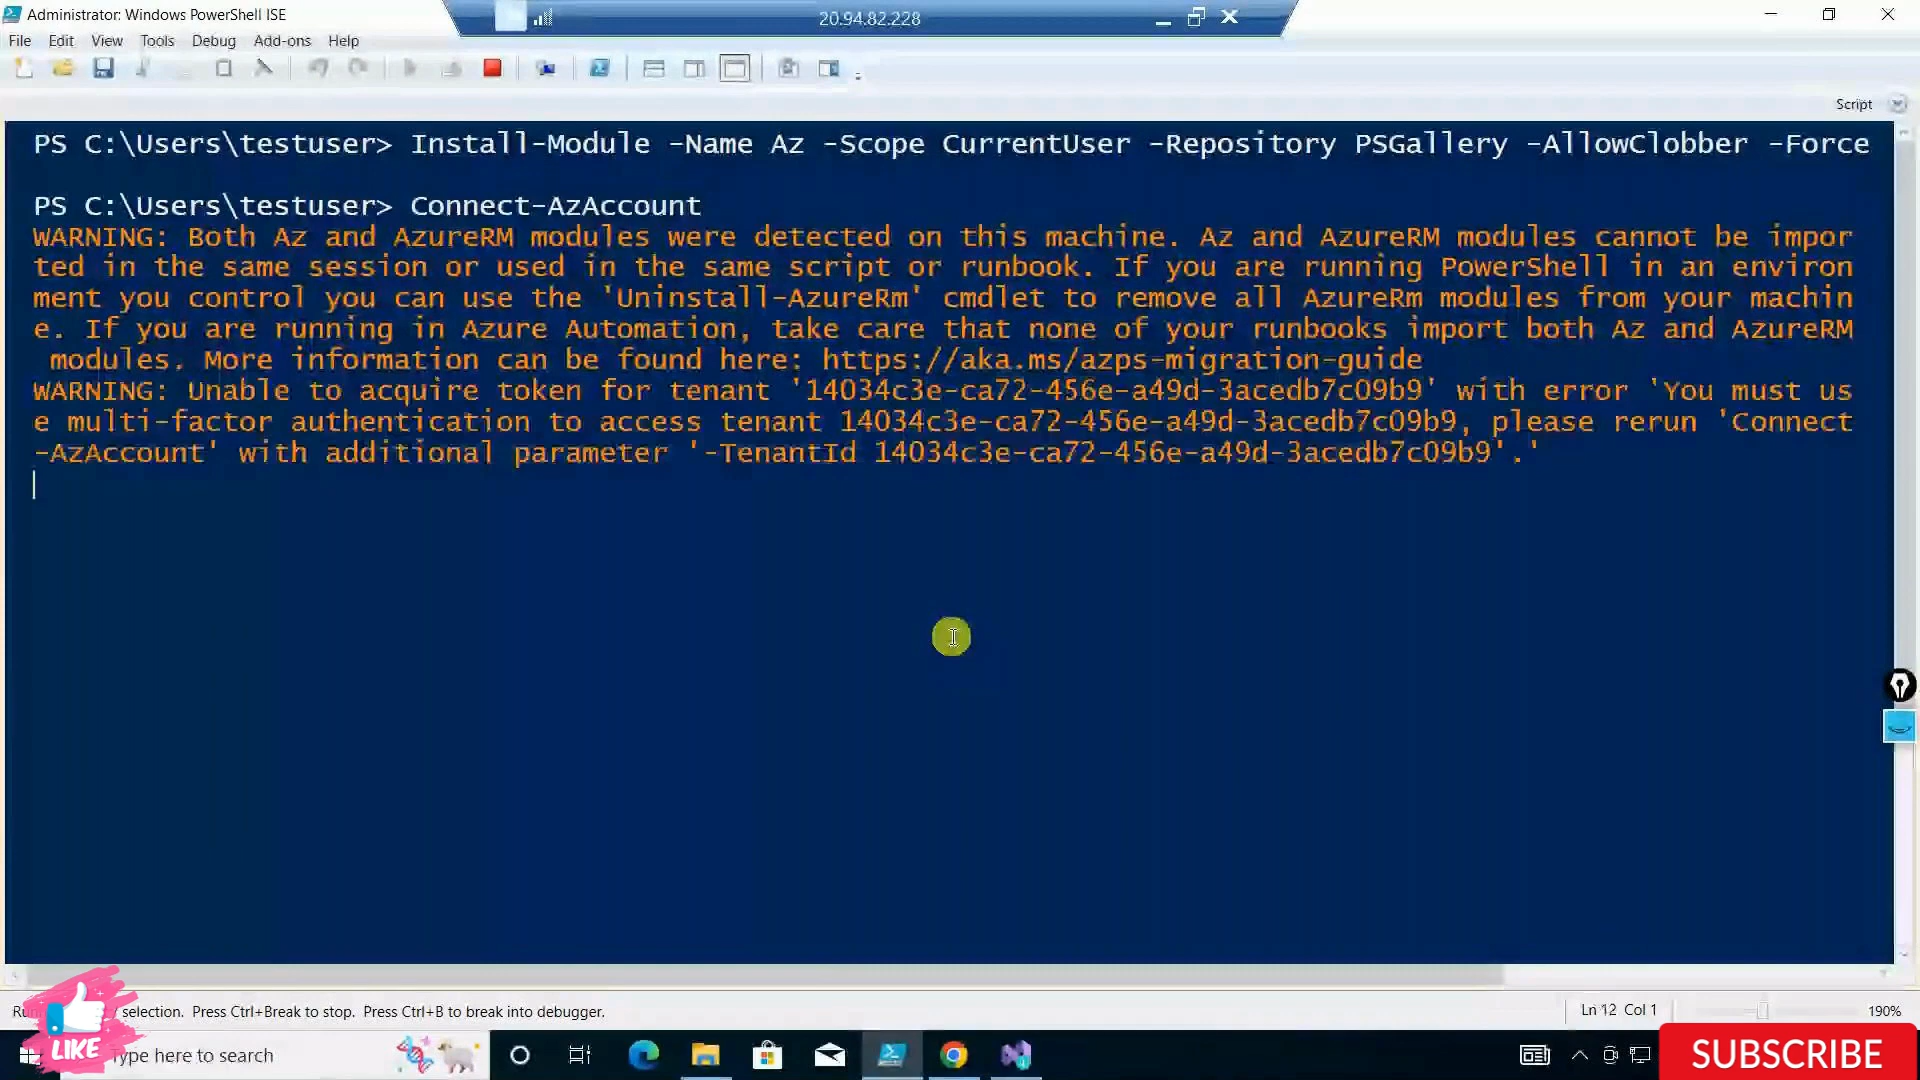 Administrator: Windows PowerShell ISE
20.94.82.228
File Edit View Tools Debug Add-ons Help
Script
PS C:\Users\testuser> Install-Module -Name Az -Scope CurrentUser -Repository PSGallery -AllowClobber -Force
PS C:\Users\testuser> Connect-AzAccount
WARNING: Both Az and AzureRM modules were detected on this machine. Az and AzureRM modules cannot be impor
ted in the same session or used in the same script or runbook. If you are running PowerShell in an environ
ment you control you can use the 'Uninstall-AzureRm' cmdlet to remove all AzureRm modules from your machin
e. If you are running in Azure Automation, take care that none of your runbooks import both Az and AzureRM
modules. More information can be found here: https://aka.ms/azps-migration-guide
WARNING: Unable to acquire token for tenant '14034c3e-ca72-456e-a49d-3acedb7c09b9' with error 'You must us
e multi-factor authentication to access tenant 14034c3e-ca72-456e-a49d-3acedb7c09b9, please rerun 'Connect
-AzAccount' with additional parameter '-TenantId 14034c3e-ca72-456e-a49d-3acedb7c09b9'.'
selection. Press Ctrl+Break to stop. Press Ctrl+B to break into debugger.
Ln 12 Col 1
190%
LIKE
Type here to search
SUBSCRIBE